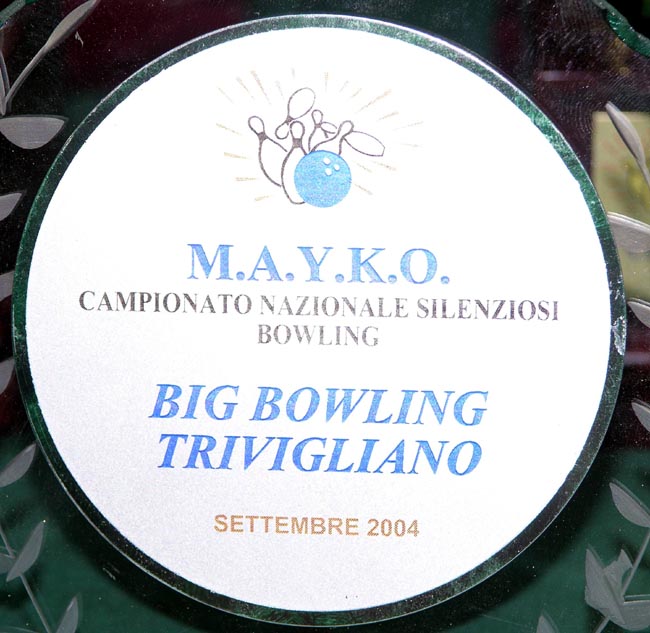 M.A.Y.K.O.
CAMPIONATO NAZIONALE SILENZIOSI
BOWLING
BIG BOWLING
TRIVIGLIANO
SETTEMBRE 2004